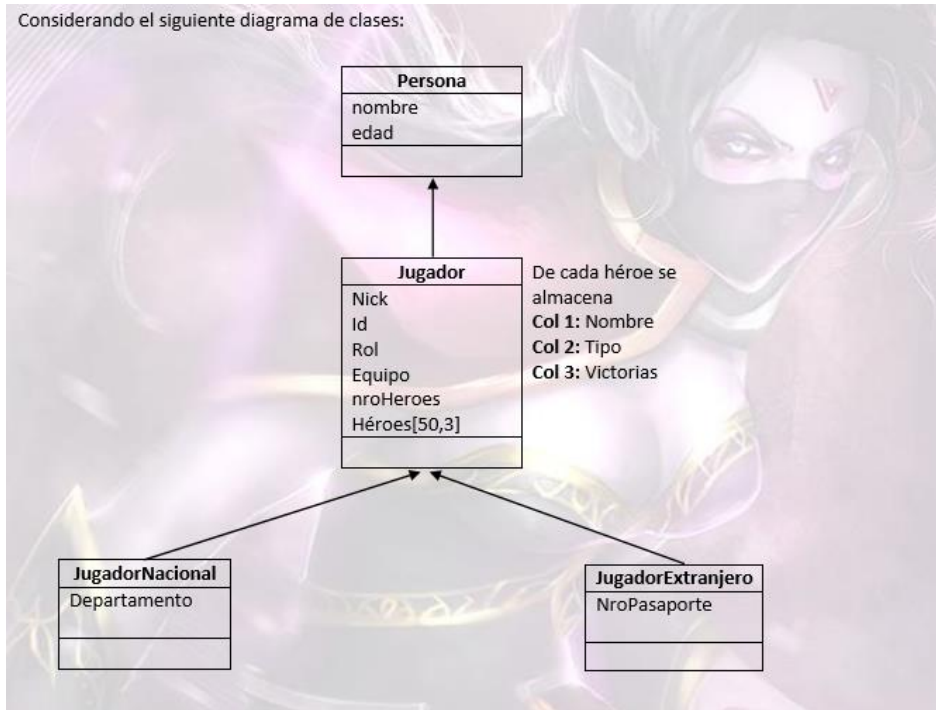 Considerando el siguiente diagrama de clases:
Persona
nombre
edad
Jugador
Nick
Id
Rol
Equipo
nroHeroes
Héroes[50,3]
De cada héroe se
almacena
Col 1: Nombre
Col 2: Tipo
Col 3: Victorias
JugadorNacional
Departamento
JugadorExtranjero
NroPasaporte